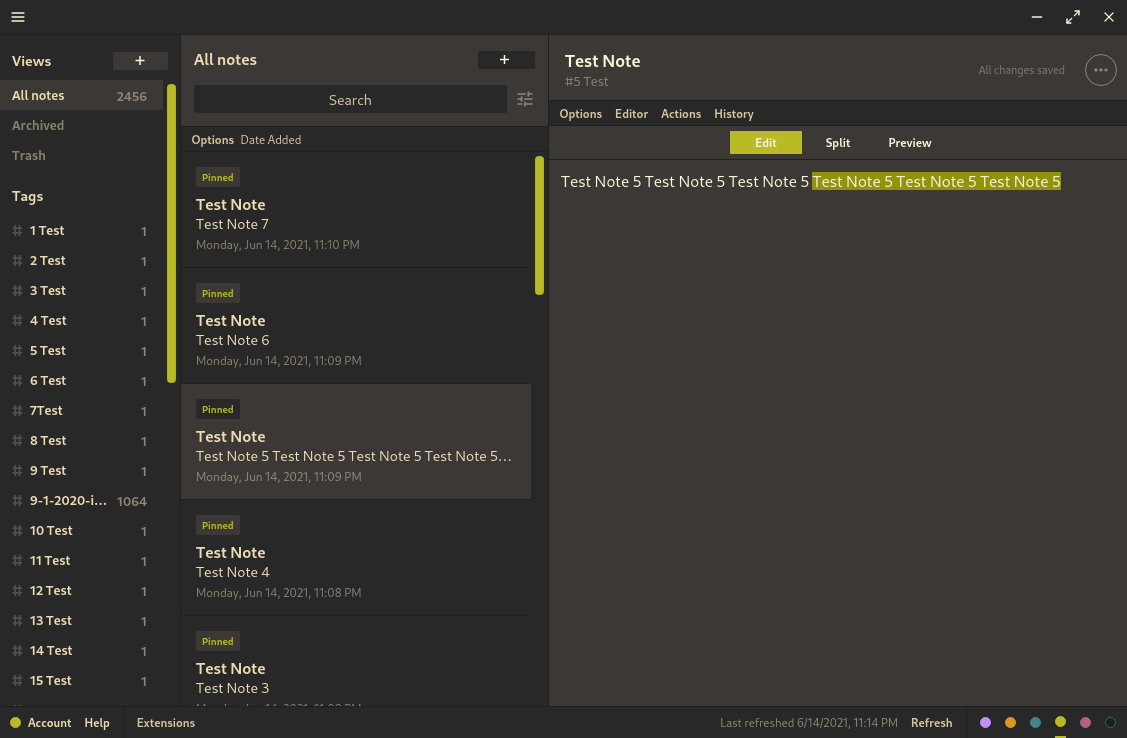 Views
+
All notes 2456
Archived
Trash
Tags
# 1 Test 1
# 2 Test 1
# 3 Test 1
# 4 Test 1
# 5 Test 1
# 6 Test 1
# 7Test 1
# 8 Test 1
# 9 Test 1
# 9-1-2020-i... 1064
# 10 Test 1
# 11 Test 1
# 12 Test 1
# 13 Test 1
# 14 Test 1
# 15 Test 1
All notes
+
Search
Options Date Added
Pinned
Test Note
Test Note 7
Monday, Jun 14, 2021, 11:10 PM
Pinned
Test Note
Test Note 6
Monday, Jun 14, 2021, 11:09 PM
Pinned
Test Note
Test Note 5 Test Note 5 Test Note 5 Test Note 5...
Monday, Jun 14, 2021, 11:09 PM
Pinned
Test Note
Test Note 4
Monday, Jun 14, 2021, 11:08 PM
Pinned
Test Note
Test Note 3
Test Note
#5 Test
All changes saved
Options Editor Actions History
Edit Split Preview
Test Note 5 Test Note 5 Test Note 5 Test Note 5 Test Note 5 Test Note 5
Account Help Extensions
Last refreshed 6/14/2021, 11:14 PM Refresh